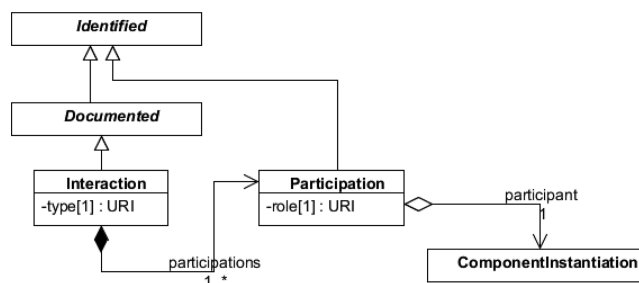 Identified
Documented
Interaction
-type[1] : URI
Participation
-role[1] : URI
participant
1
participations
1..*
ComponentInstantiation